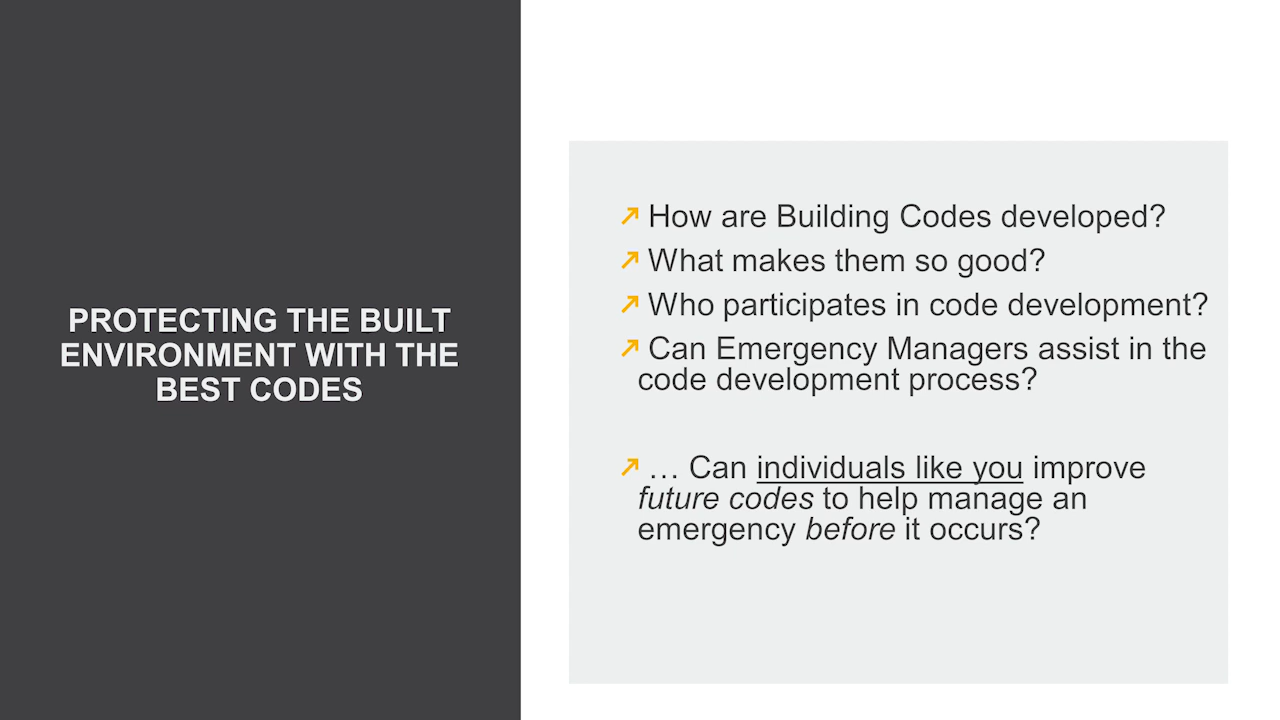 PROTECTING THE BUILT
ENVIRONMENT WITH THE
BEST CODES
How are Building Codes developed?
What makes them so good?
Who participates in code development?
Can Emergency Managers assist in the
code development process?
… Can individuals like you improve
future codes to help manage an
emergency before it occurs?